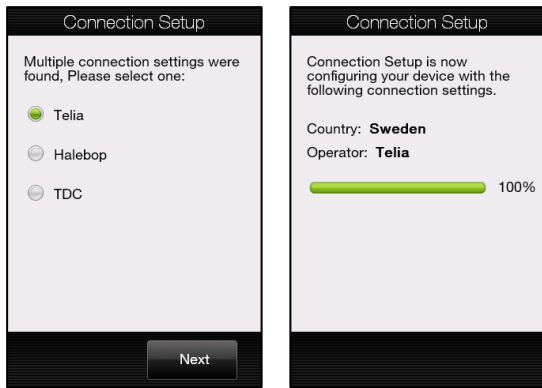 Connection Setup
Multiple connection settings were
found, Please select one:
Telia
Halebop
TDC
Next
Connection Setup
Connection Setup is now
configuring your device with the
following connection settings.
Country: Sweden
Operator: Telia
100%